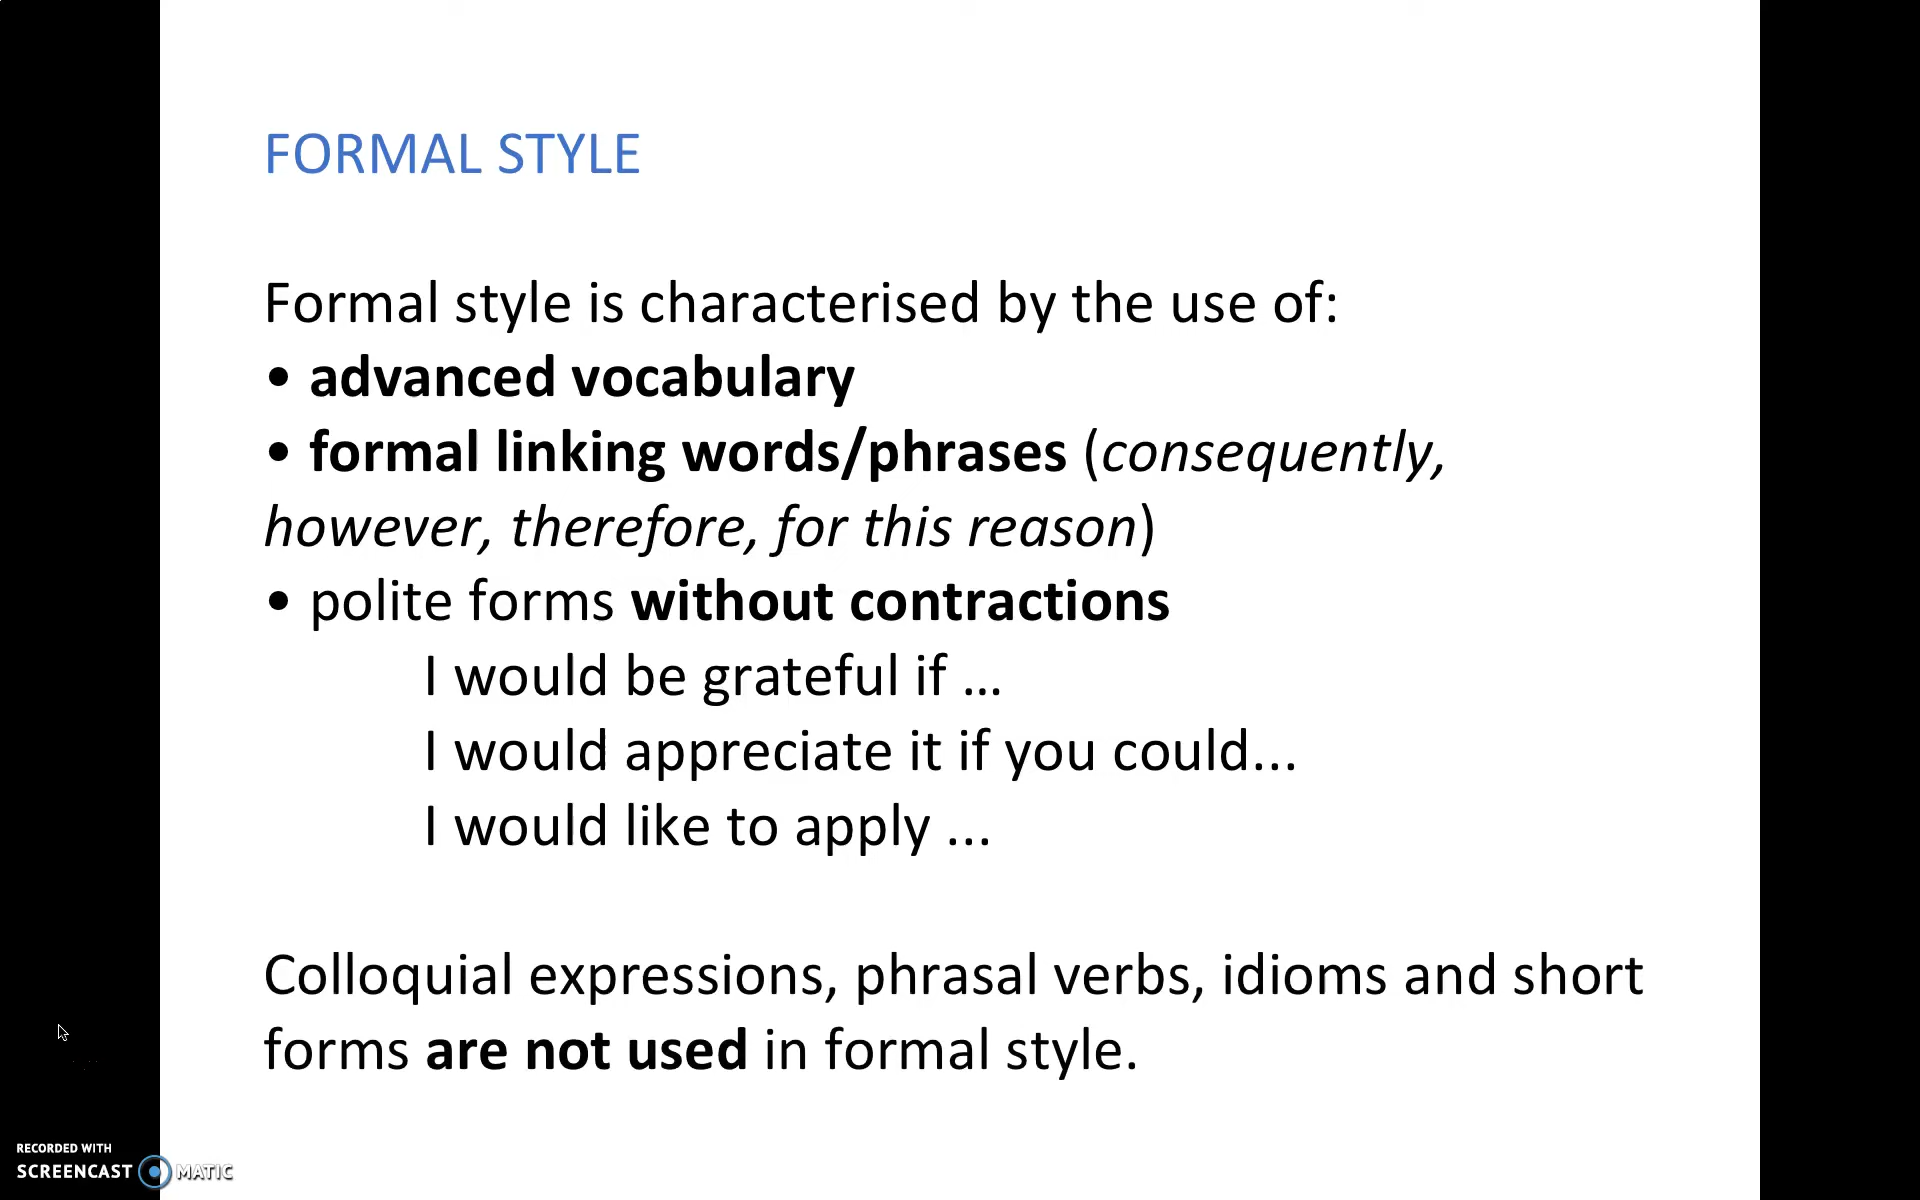 FORMAL STYLE
Formal style is characterised by the use of:
• advanced vocabulary
• formal linking words/phrases (consequently,
however, therefore, for this reason)
• polite forms without contractions
I would be grateful if ...
I would appreciate it if you could...
I would like to apply ...
Colloquial expressions, phrasal verbs, idioms and short
forms are not used in formal style.
RECORDED WITH
SCREENCAST MATIC